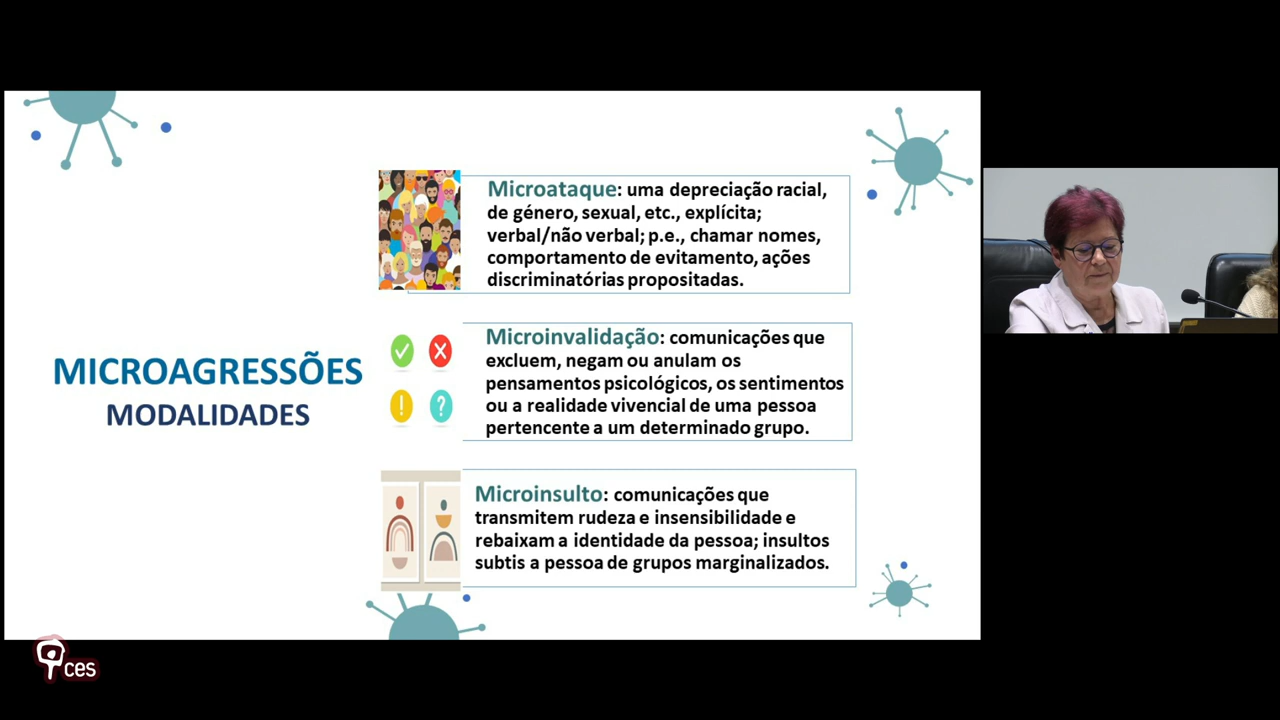 MICROAGRESSÕES
MODALIDADES
Microataque: uma depreciação racial,
de género, sexual, etc., explícita;
verbal/não verbal; p.e., chamar nomes,
comportamento de evitamento, ações
discriminatórias propositadas.
Microinvalidação: comunicações que
excluem, negam ou anulam os
pensamentos psicológicos, os sentimentos
ou a realidade vivencial de uma pessoa
pertencente a um determinado grupo.
Microinsulto: comunicações que
transmitem rudeza e insensibilidade e
rebaixam a identidade da pessoa; insultos
subtis a pessoa de grupos marginalizados.
ces